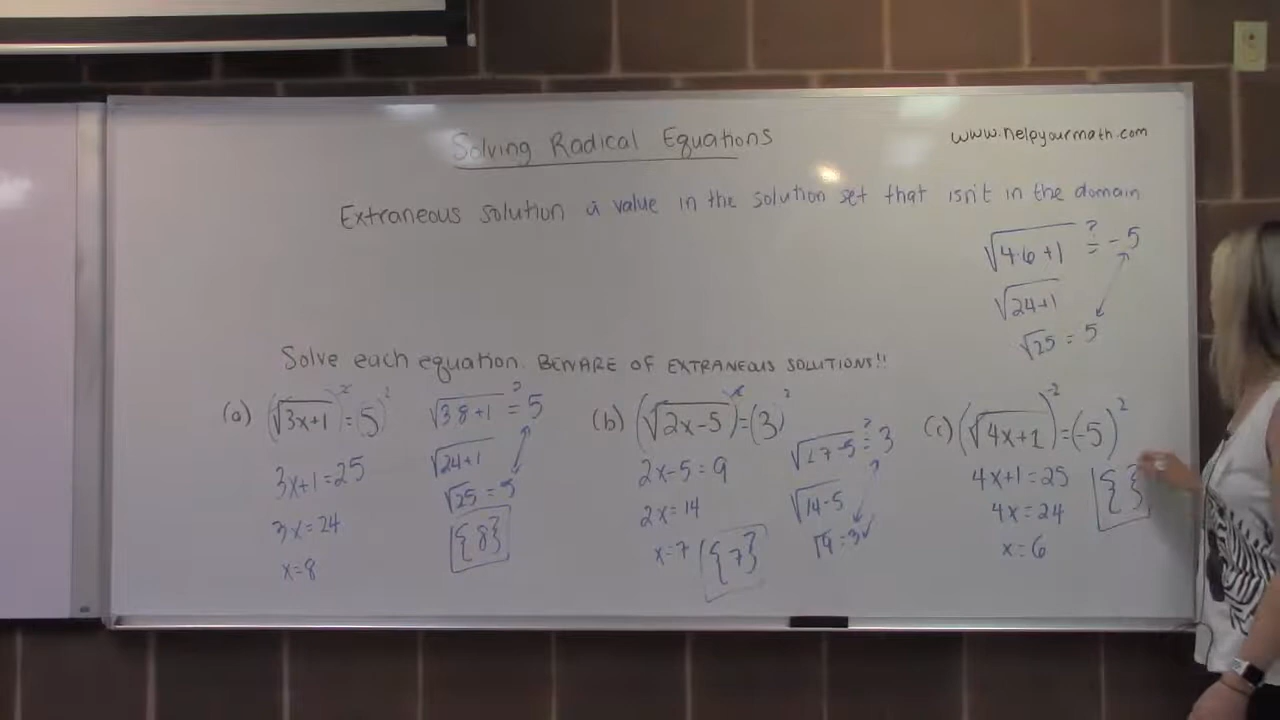 Solving Radical Equations
www.helpyourmath.com
Extraneous solution a value in the solution set that isn't in the domain
√4·6+1 ≟ -5
√24+1
√25 = 5
Solve each equation. BEWARE OF EXTRANEOUS SOLUTIONS!!
(a) (√3x+1)² = (5)²
3x+1=25
3x=24
x=8
√3·8+1 ≟ 5
√24+1
√25 = 5
{8}
(b) (√2x-5)² = (3)²
2x-5=9
2x=14
x=7
{7}
√2·7-5 ≟ 3
√14-5
√9=3✓
(c) (√4x+1)² = (-5)²
4x+1=25
4x=24
x=6
{ }